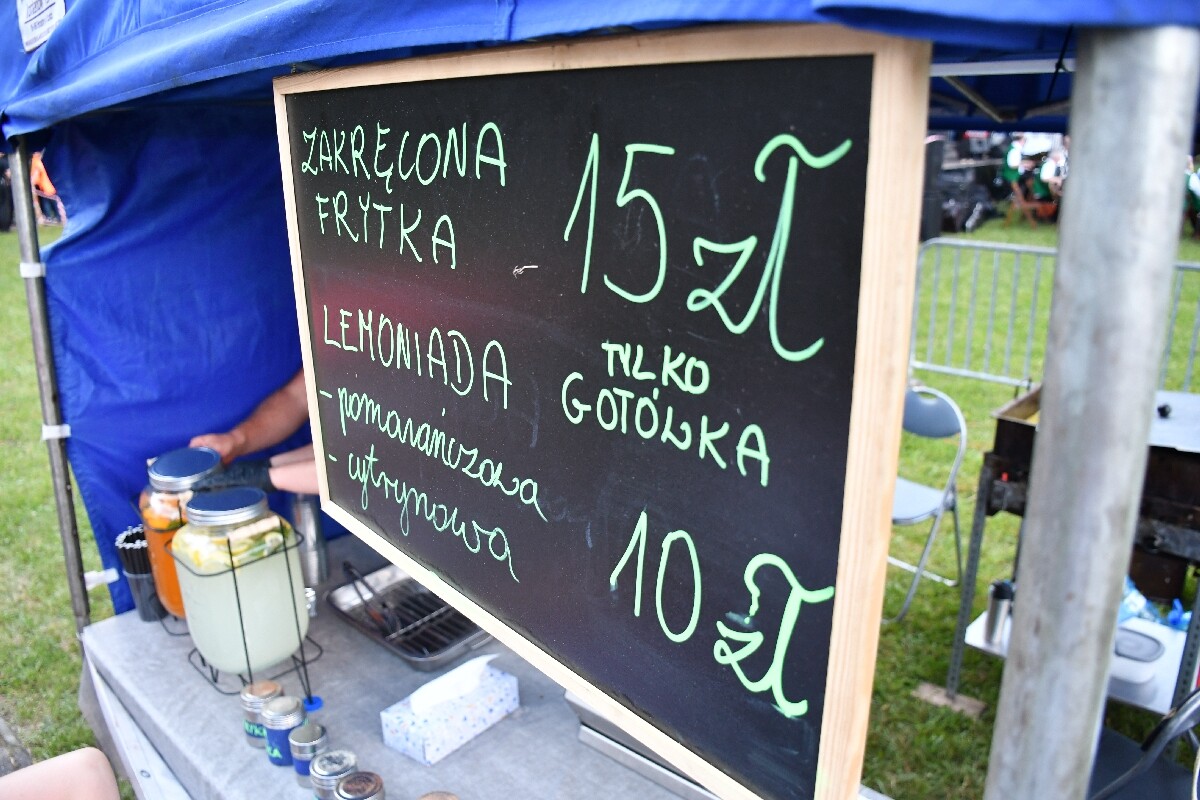 ZAKRĘCONA
FRYTKA
15 zł
LEMONIADA
TYLKO
GOTÓWKA
- pomarańczowa
- cytrynowa
10 zł